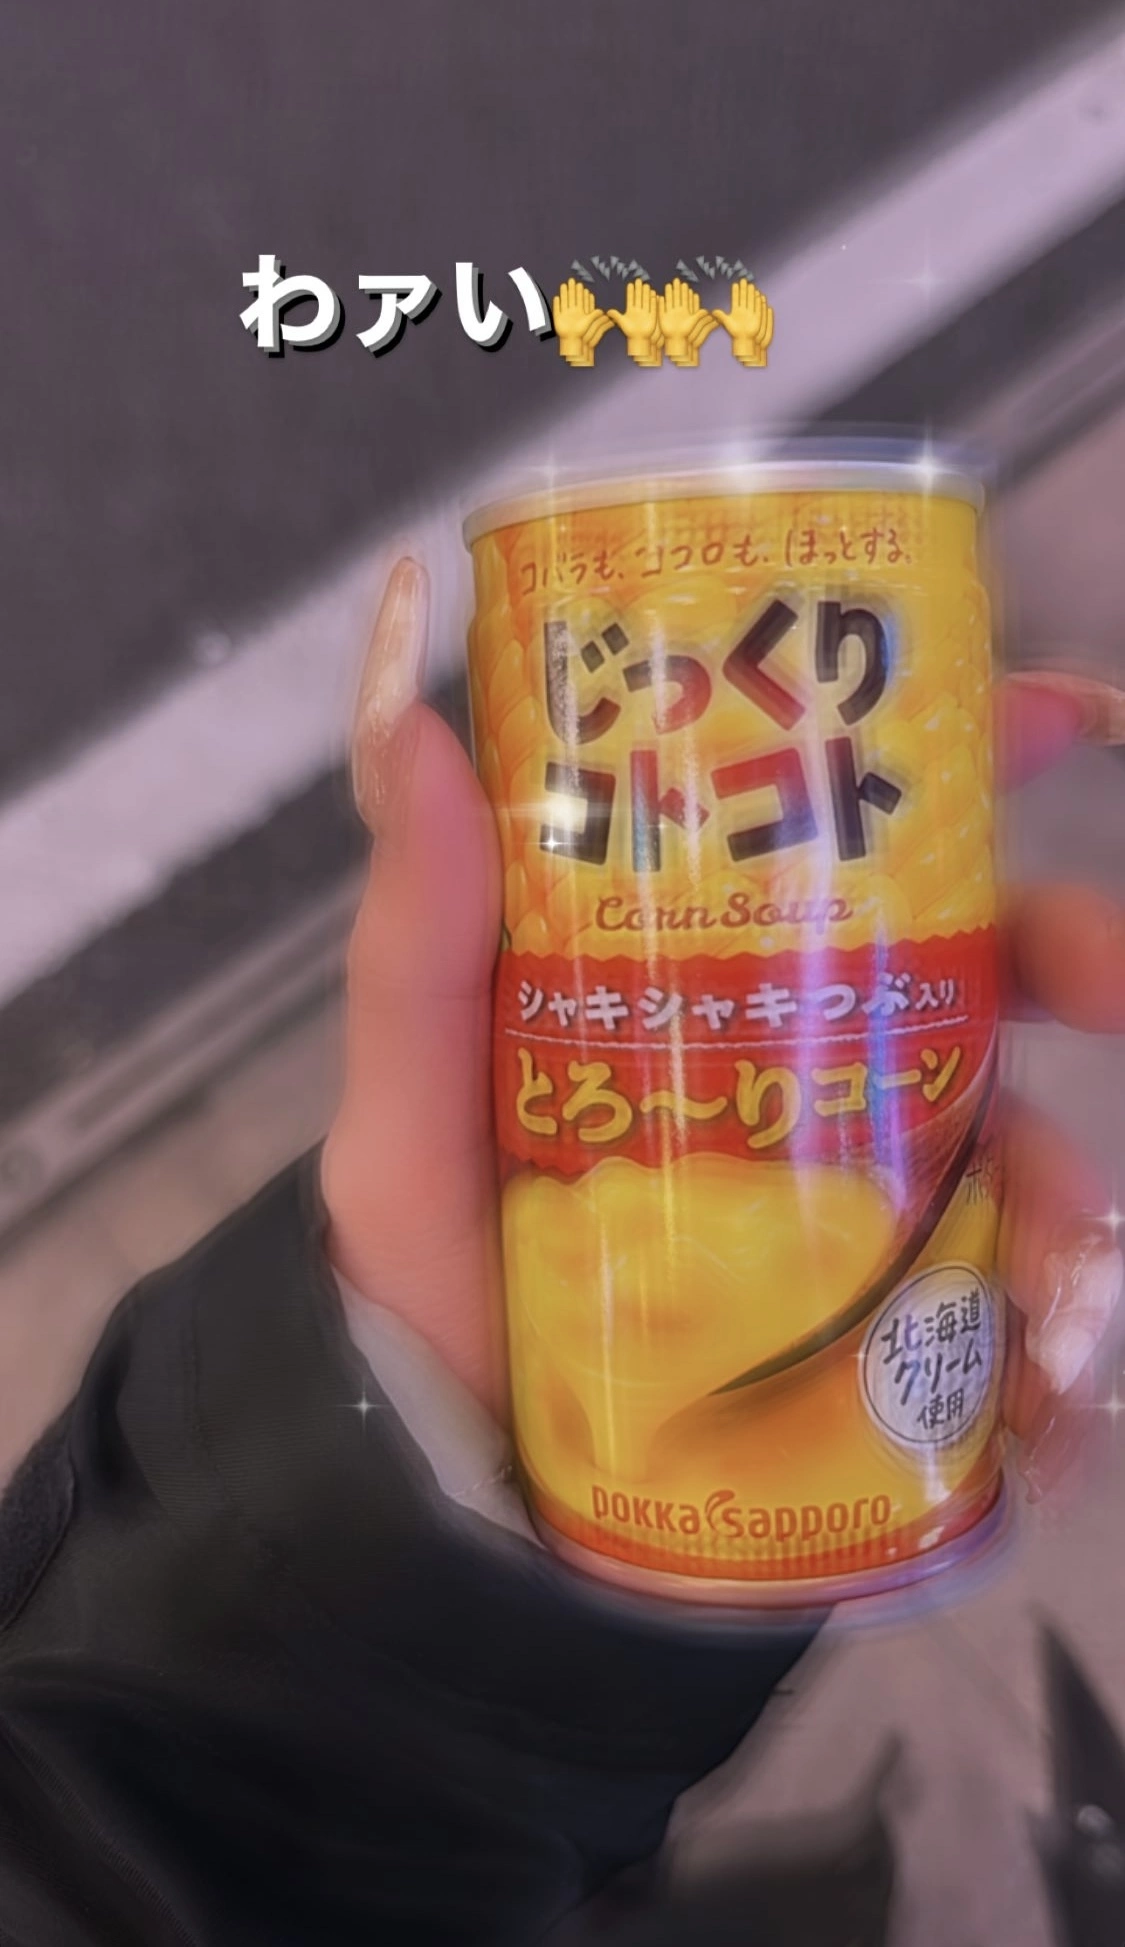 わァい🙌🙌
コバラも、ココロも、ほっとする。
じっくり
コトコト
Corn Soup
シャキシャキつぶ入り
とろ〜りコーン
北海道
クリーム
使用
pokka sapporo